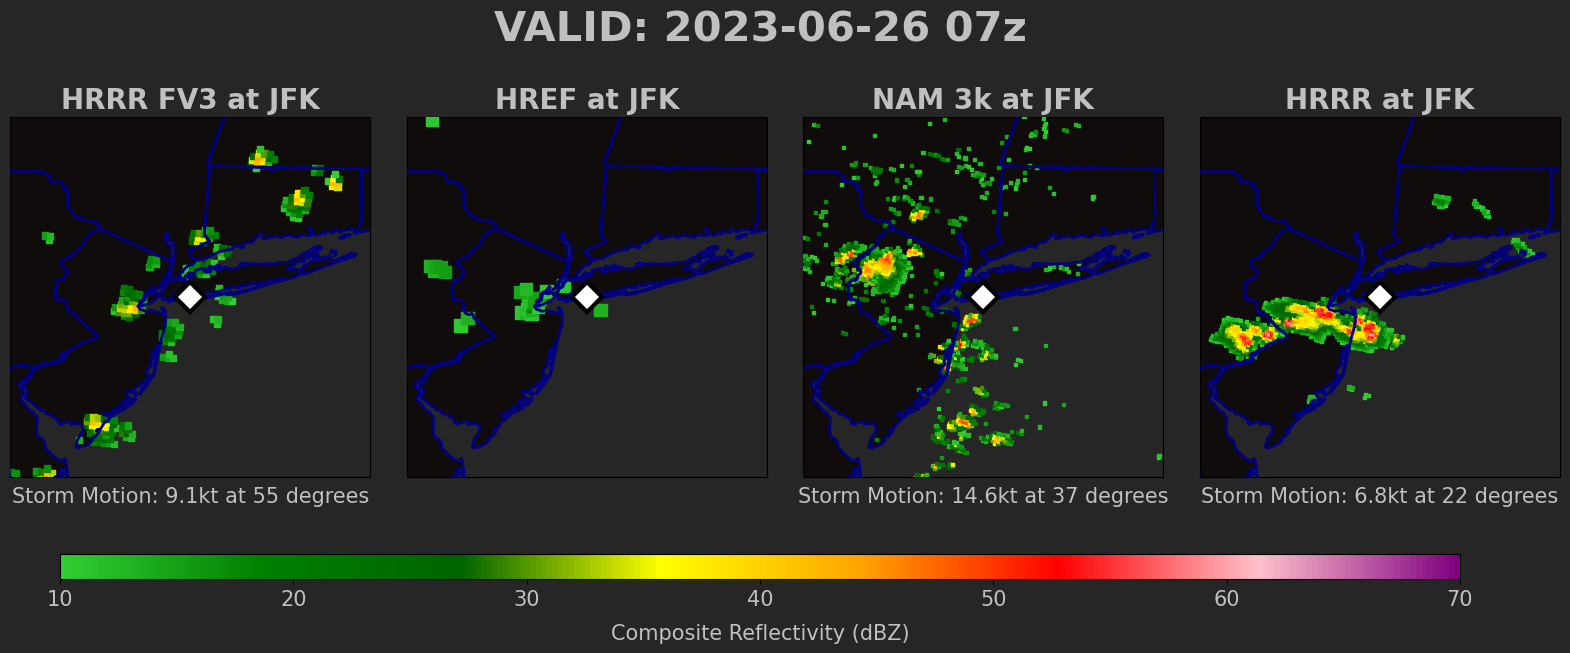 VALID: 2023-06-26 07z
HRRR FV3 at JFK
HREF at JFK
NAM 3k at JFK
HRRR at JFK
Storm Motion: 9.1kt at 55 degrees
Storm Motion: 14.6kt at 37 degrees
Storm Motion: 6.8kt at 22 degrees
10 20 30 40 50 60 70
Composite Reflectivity (dBZ)